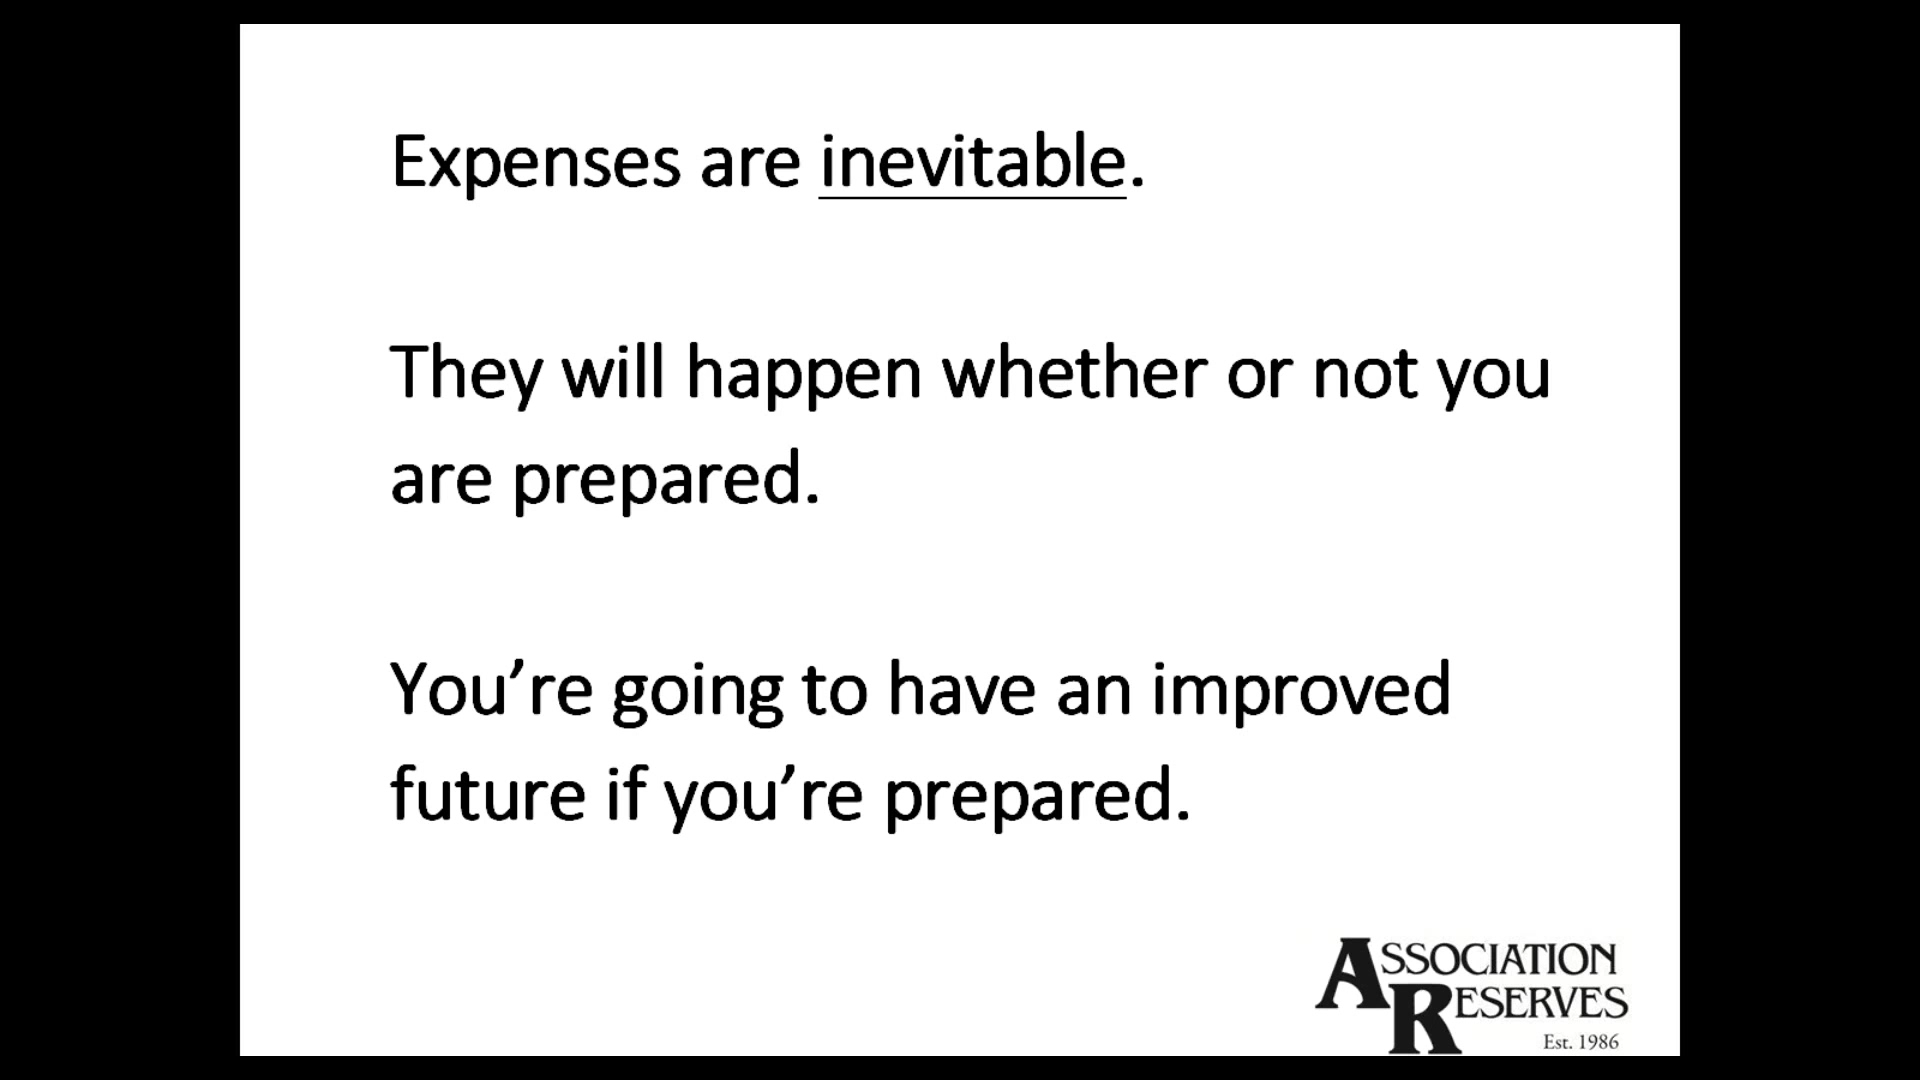 Expenses are inevitable.
They will happen whether or not you
are prepared.
You’re going to have an improved
future if you’re prepared.
ASSOCIATION
RESERVES
Est. 1986